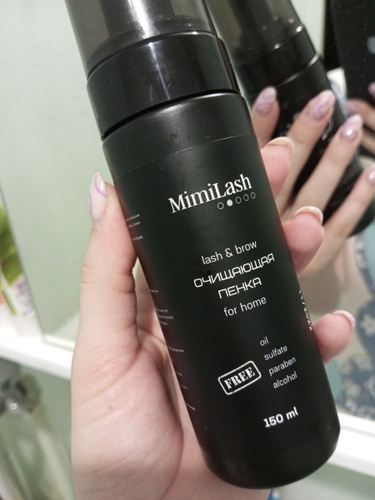 MimiLash
lash & brow
ОЧИЩАЮЩАЯ
ПЕНКА
for home
FREE
oil
sulfate
paraben
alcohol
150 ml